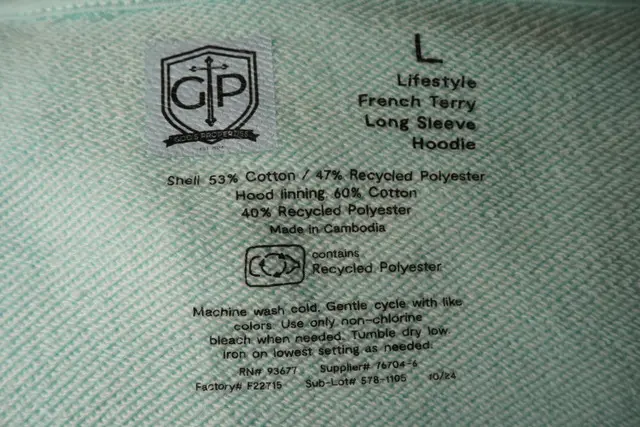 GP
GOD'S PROPERTIES
L
Lifestyle
French Terry
Long Sleeve
Hoodie
Shell 53% Cotton / 47% Recycled Polyester
Hood linning 60% Cotton
40% Recycled Polyester
Made in Cambodia
contains
Recycled Polyester
Machine wash cold. Gentle cycle with like
colors. Use only non-chlorine
bleach when needed. Tumble dry low
iron on lowest setting as needed.
RN# 93677 Supplier# 76704-6
Factory# F22715 Sub-Lot# 578-1105 10/24